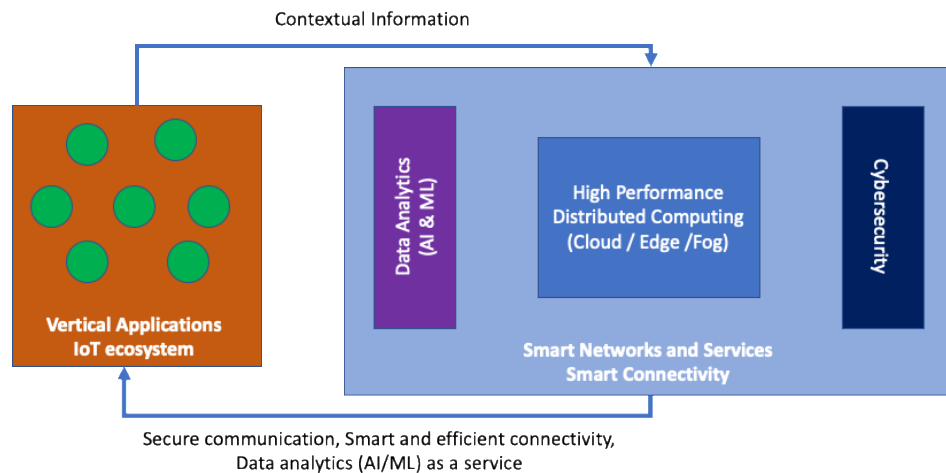 Contextual Information
Data Analytics
(AI & ML)
High Performance
Distributed Computing
(Cloud / Edge /Fog)
Cybersecurity
Vertical Applications
IoT ecosystem
Smart Networks and Services
Smart Connectivity
Secure communication, Smart and efficient connectivity,
Data analytics (AI/ML) as a service